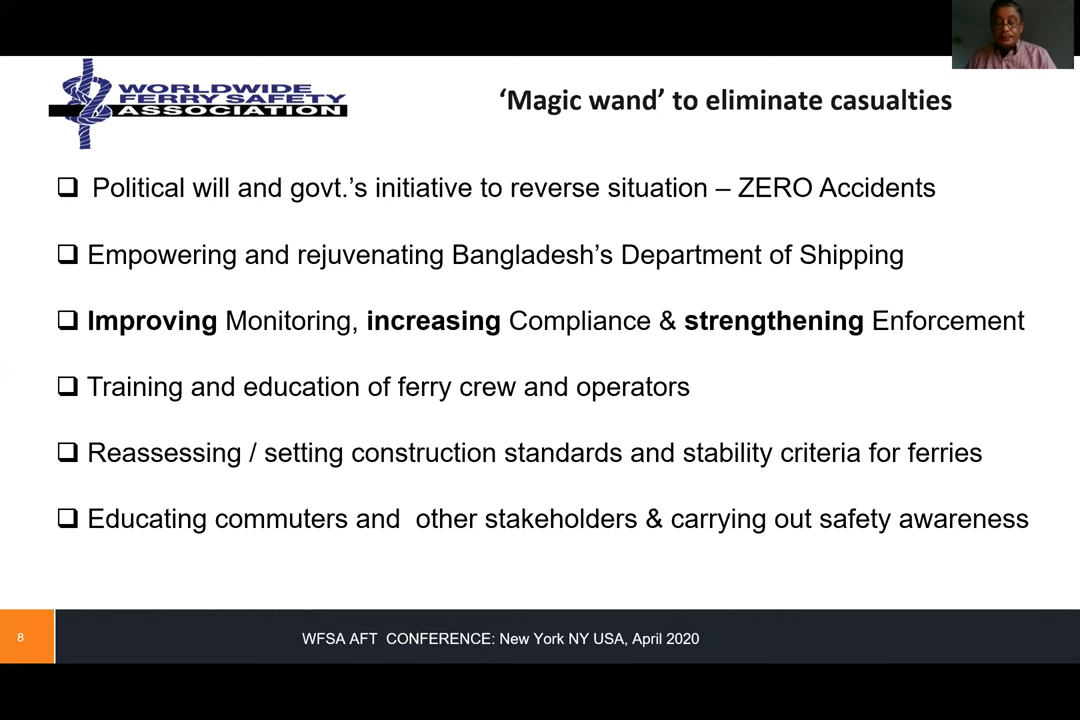 WORLDWIDE
FERRY SAFETY
ASSOCIATION
‘Magic wand’ to eliminate casualties
Political will and govt.’s initiative to reverse situation – ZERO Accidents
Empowering and rejuvenating Bangladesh’s Department of Shipping
Improving Monitoring, increasing Compliance & strengthening Enforcement
Training and education of ferry crew and operators
Reassessing / setting construction standards and stability criteria for ferries
Educating commuters and other stakeholders & carrying out safety awareness
8
WFSA AFT CONFERENCE: New York NY USA, April 2020